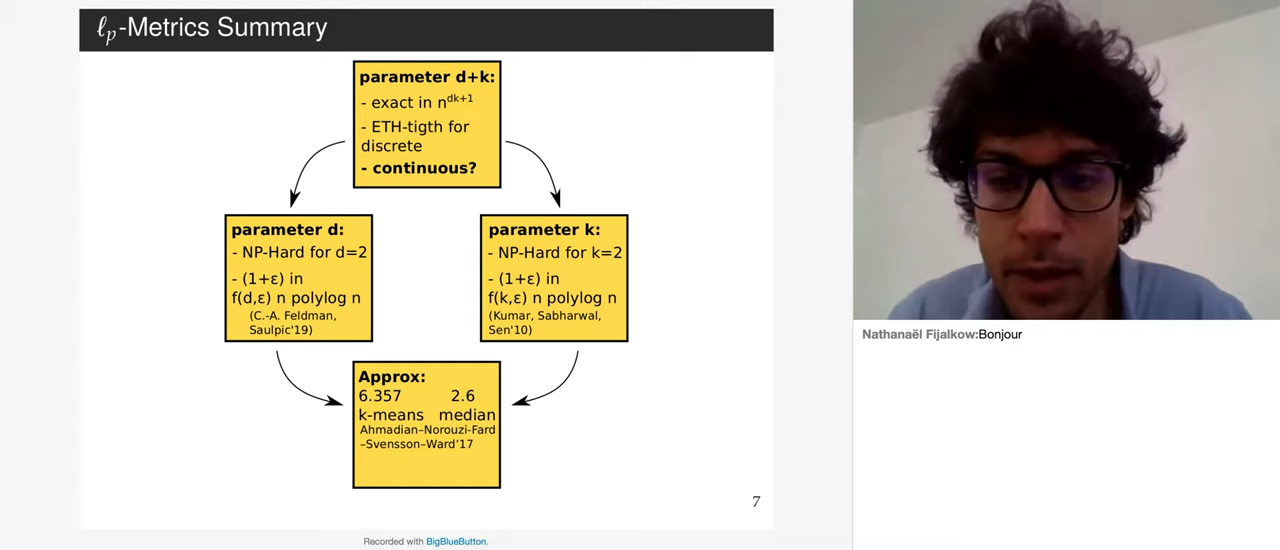 ℓp-Metrics Summary
parameter d+k:
- exact in n^dk+1
- ETH-tigth for
discrete
- continuous?
parameter d:
- NP-Hard for d=2
- (1+ε) in
f(d,ε) n polylog n
(C.-A. Feldman,
Saulpic'19)
parameter k:
- NP-Hard for k=2
- (1+ε) in
f(k,ε) n polylog n
(Kumar, Sabharwal,
Sen'10)
Approx:
6.357 2.6
k-means median
Ahmadian–Norouzi-Fard
–Svensson–Ward'17
7
Recorded with BigBlueButton.
Nathanaël Fijalkow:Bonjour